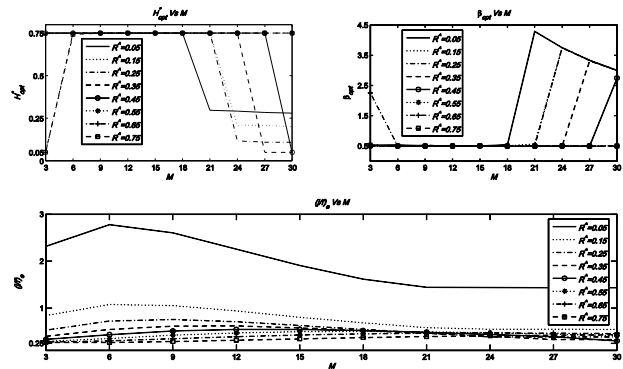 H*opt Vs M
0.75
0.5
0.25
0.05
3 6 9 12 15 18 21 24 27 30
H*opt
M
R^A=0.05
R^A=0.15
R^A=0.25
R^A=0.35
R^A=0.45
R^A=0.55
R^A=0.65
R^A=0.75
βopt Vs M
4.5
3.5
2.5
1.5
0.5
3 6 9 12 15 18 21 24 27 30
βopt
M
R^A=0.05
R^A=0.15
R^A=0.25
R^A=0.35
R^A=0.45
R^A=0.55
R^A=0.65
R^A=0.75
3
2
1
0.25
3 6 9 12 15 18 21 24 27 30
M
R^A=0.05
R^A=0.15
R^A=0.25
R^A=0.35
R^A=0.45
R^A=0.55
R^A=0.65
R^A=0.75